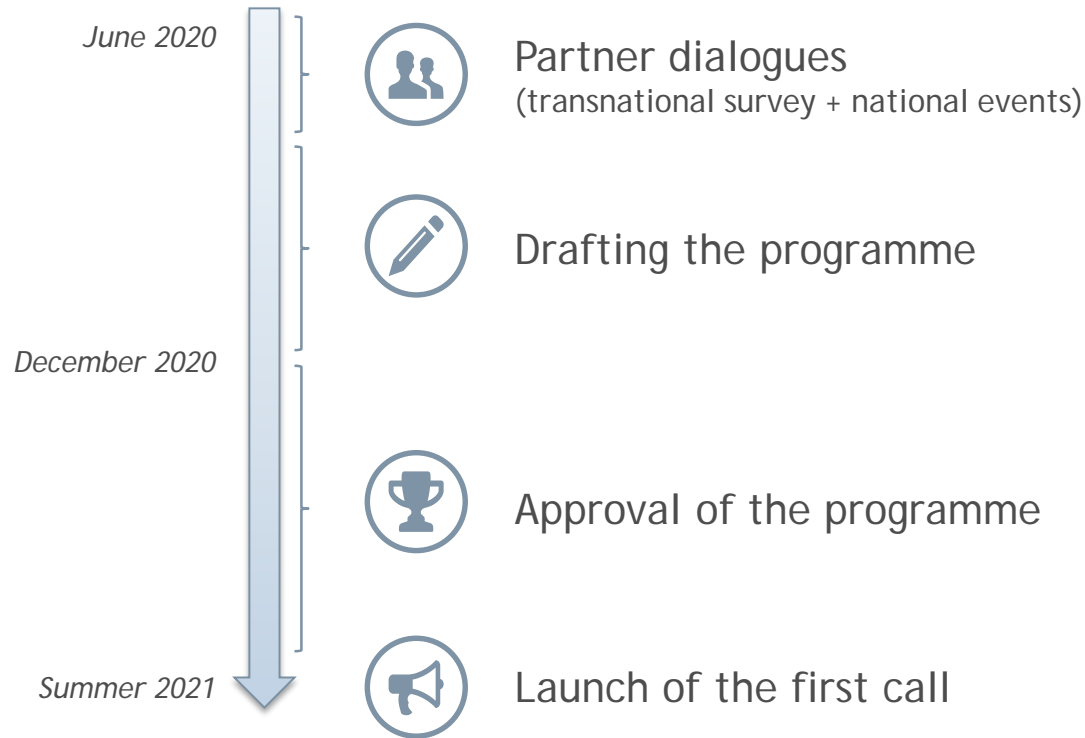 June 2020
Partner dialogues
(transnational survey + national events)
Drafting the programme
December 2020
Approval of the programme
Summer 2021
Launch of the first call